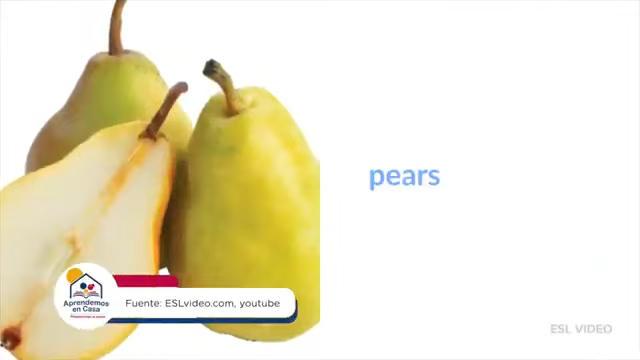 pears
Aprendemos
en Casa
Fuente: ESLvideo.com, youtube
ESL VIDEO